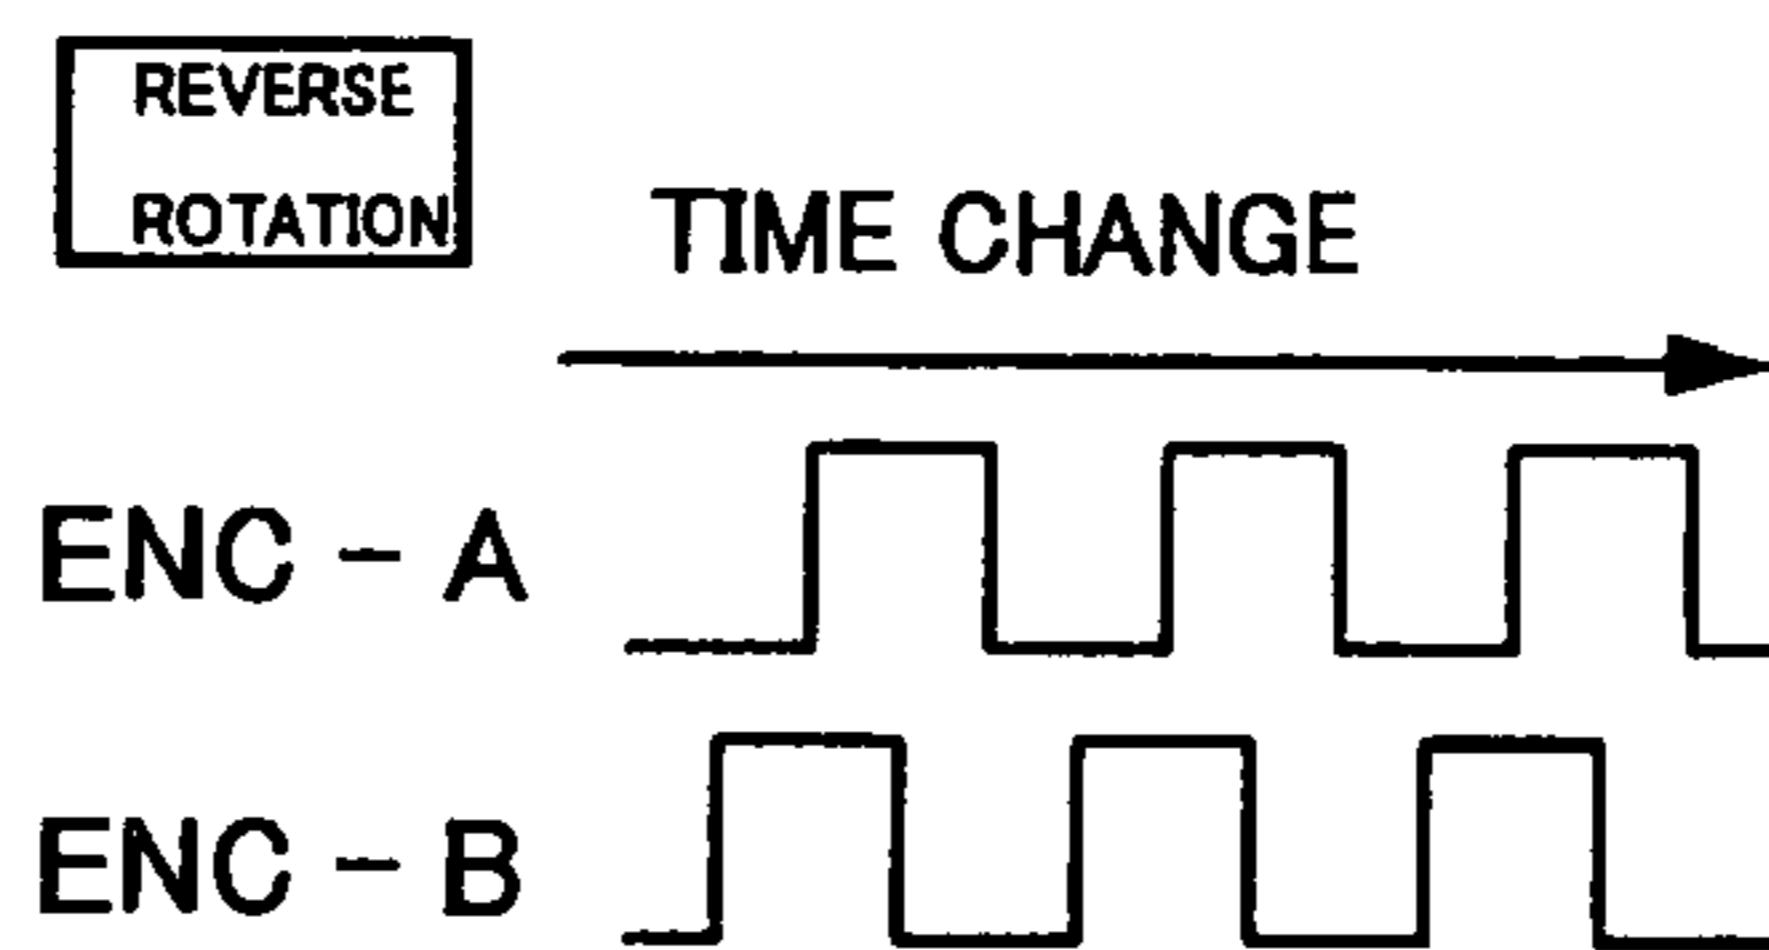 REVERSE
ROTATION
TIME CHANGE
ENC - A
ENC - B